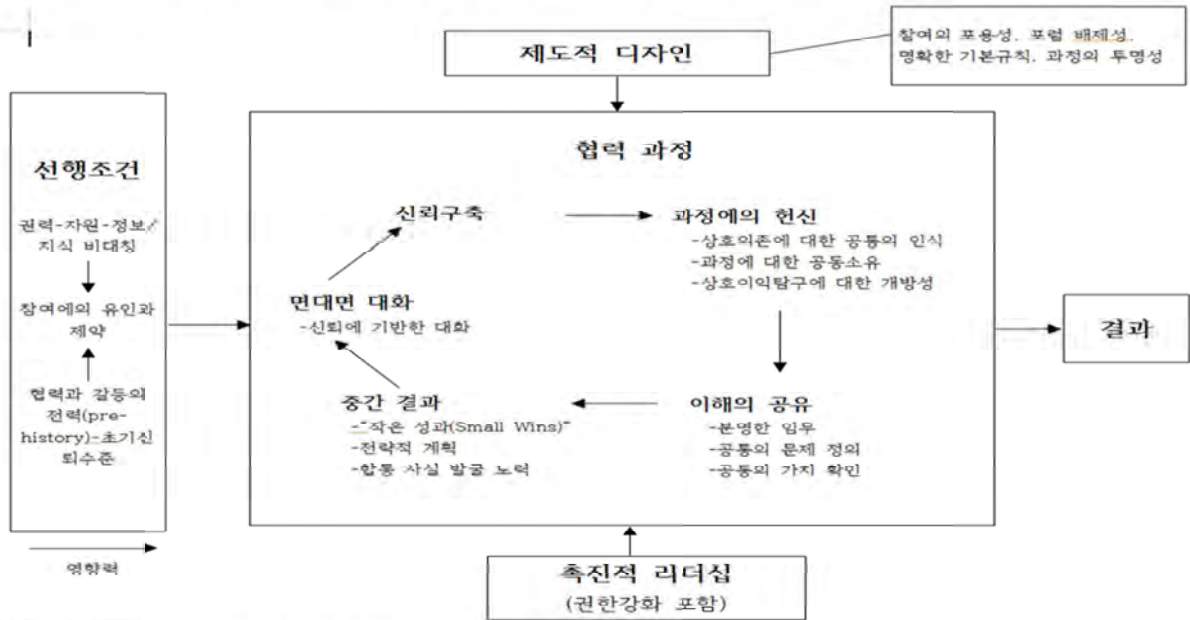 제도적 디자인
참여의 포용성, 포럼 배제성,
명확한 기본규칙, 과정의 투명성
선행조건
권력-자원-정보/
지식 비대칭
참여에의 유인과
제약
협력과 갈등의
전력(pre-
history)-초기신
뢰수준
영향력
협력 과정
신뢰구축
과정에의 헌신
-상호의존에 대한 공통의 인식
-과정에 대한 공동소유
-상호이익탐구에 대한 개방성
면대면 대화
-신뢰에 기반한 대화
중간 결과
-"작은 성과(Small Wins)"
-전략적 계획
-합동 사실 발굴 노력
이해의 공유
-분명한 임무
-공통의 문제 정의
-공통의 가치 확인
결과
촉진적 리더십
(권한강화 포함)